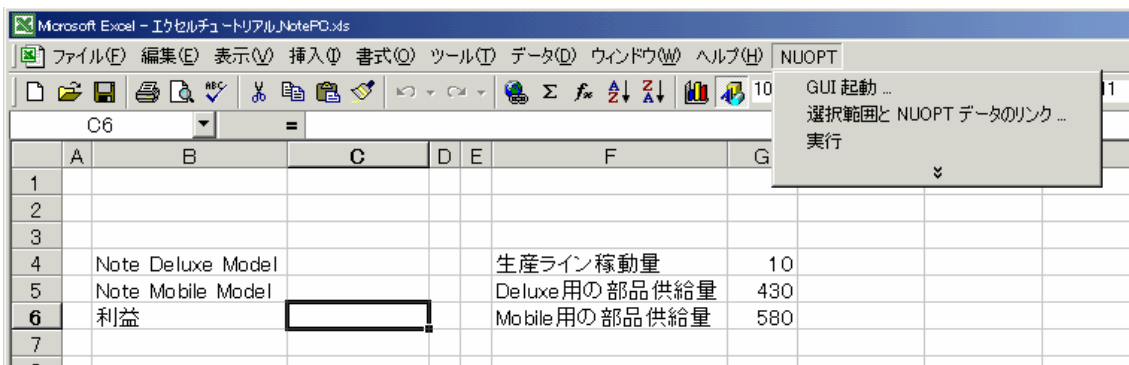 Microsoft Excel - エクセルチュートリアル_NotePC.xls
ファイル(F) 編集(E) 表示(V) 挿入(I) 書式(O) ツール(T) データ(D) ウィンドウ(W) ヘルプ(H) NUOPT
ABC Σ fx A Z Z A 10 11
GUI 起動 ...
選択範囲と NUOPT データのリンク ...
実行
C6 =
A B C D E F G
1
2
3
4 Note Deluxe Model 生産ライン稼動量 10
5 Note Mobile Model Deluxe用の部品供給量 430
6 利益 Mobile用の部品供給量 580
7